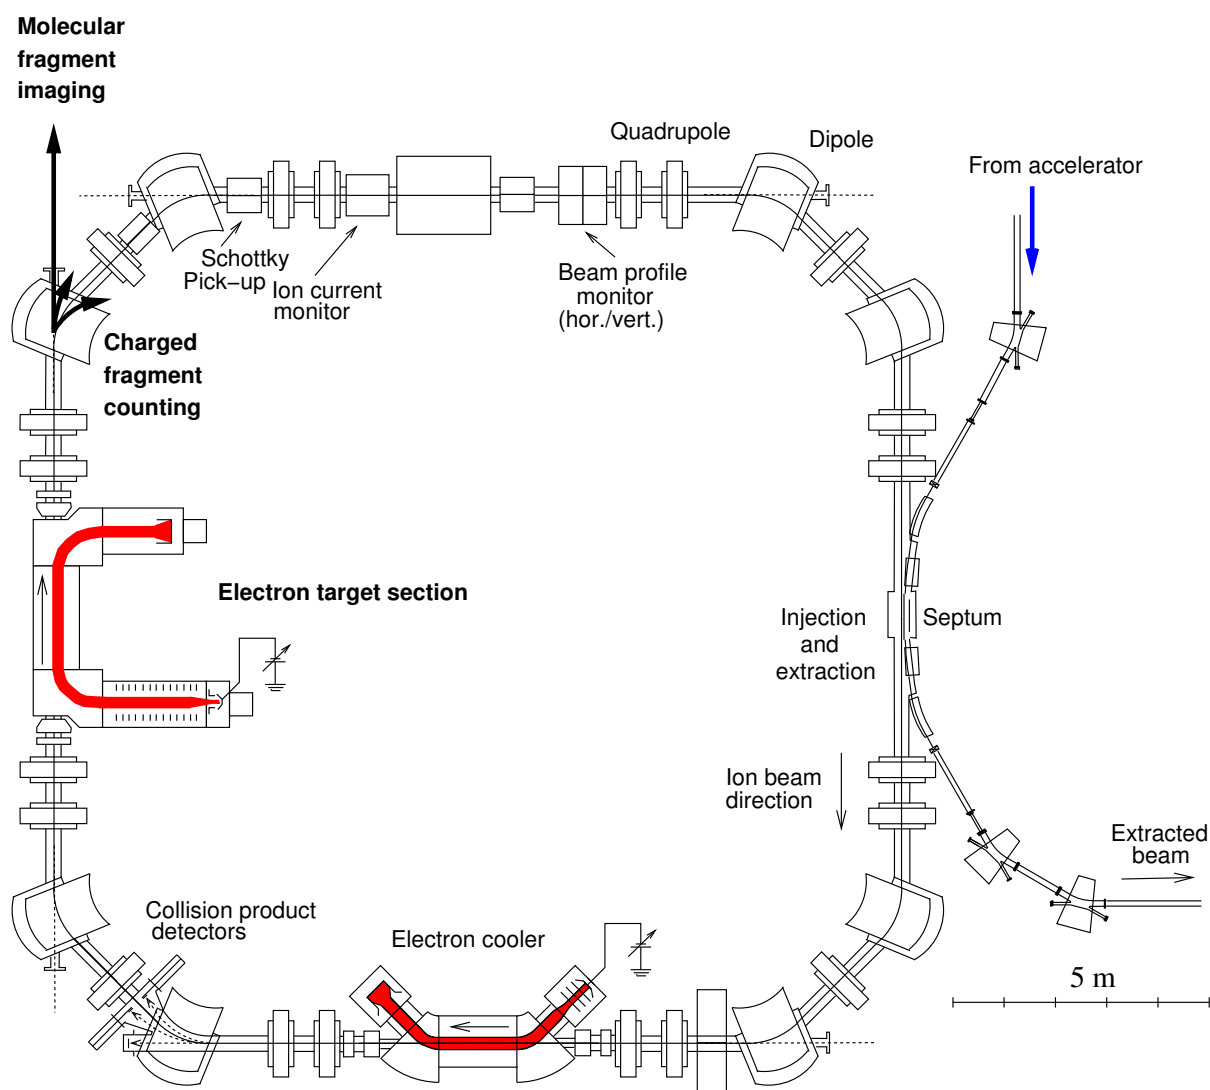 Molecular
fragment
imaging
Quadrupole
Dipole
From accelerator
Schottky
Pick−up
Ion current
monitor
Beam profile
monitor
(hor./vert.)
Charged
fragment
counting
Electron target section
Injection
and
extraction
Septum
Ion beam
direction
Extracted
beam
Collision product
detectors
Electron cooler
5 m